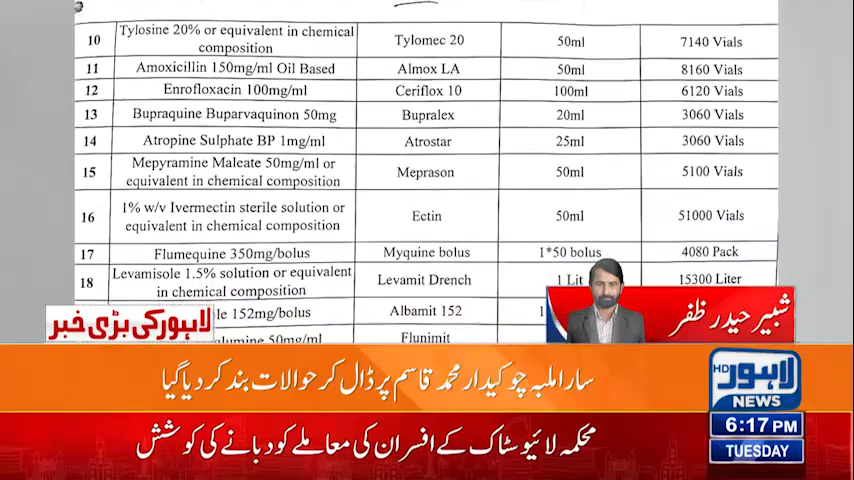 10 Tylosine 20% or equivalent in chemical composition Tylomec 20 50ml 7140 Vials
11 Amoxicillin 150mg/ml Oil Based Almox LA 50ml 8160 Vials
12 Enrofloxacin 100mg/ml Ceriflox 10 100ml 6120 Vials
13 Bupraquine Buparvaquinon 50mg Bupralex 20ml 3060 Vials
14 Atropine Sulphate BP 1mg/ml Atrostar 25ml 3060 Vials
15 Mepyramine Maleate 50mg/ml or equivalent in chemical composition Meprason 50ml 5100 Vials
16 1% w/v Ivermectin sterile solution or equivalent in chemical composition Ectin 50ml 51000 Vials
17 Flumequine 350mg/bolus Myquine bolus 1*50 bolus 4080 Pack
18 Levamisole 1.5% solution or equivalent in chemical composition Levamit Drench 1 Lit 15300 Liter
152mg/bolus Albamit 152
50mg/ml Flunimit
شبیر حیدر ظفر
لاہور کی بڑی خبر
سارا ملبہ چوکیدار محمد قاسم پر ڈال کر حوالات بند کر دیا گیا
محکمہ لائیو سٹاک کے افسران کی معاملے کو دبانے کی کوشش
HD لاہور
NEWS
6:17 PM
TUESDAY